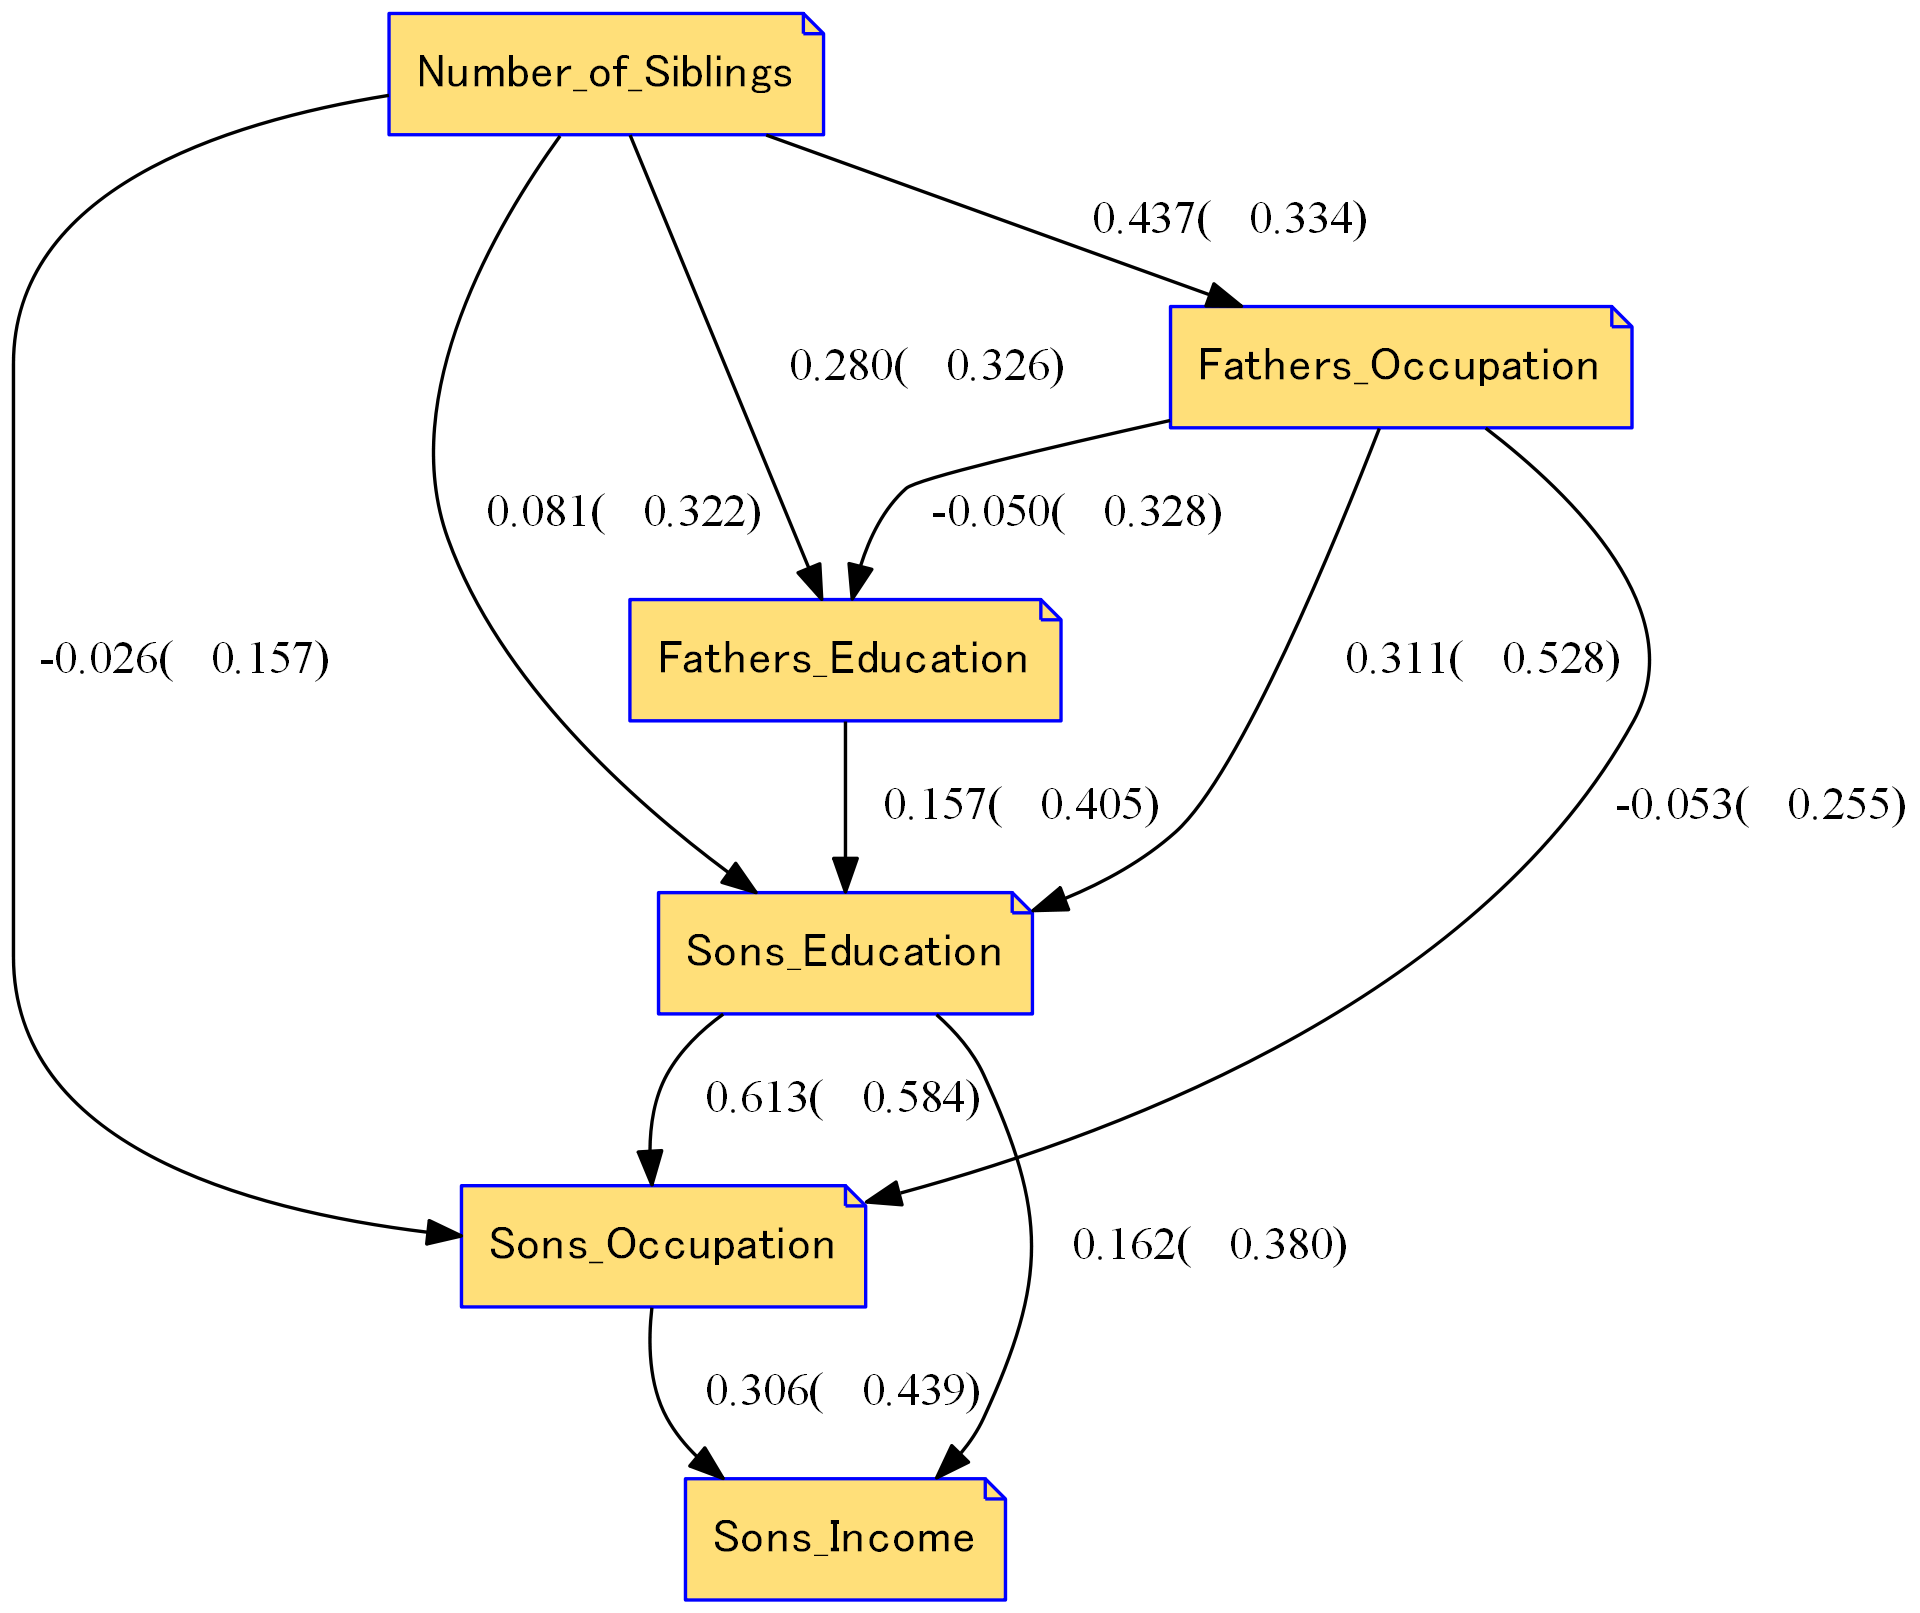 Number_of_Siblings
0.437(   0.334)
Fathers_Occupation
0.280(   0.326)
0.081(   0.322)
-0.050(   0.328)
-0.026(   0.157)
Fathers_Education
0.311(   0.528)
0.157(   0.405)
-0.053(   0.255)
Sons_Education
0.613(   0.584)
Sons_Occupation
0.162(   0.380)
0.306(   0.439)
Sons_Income